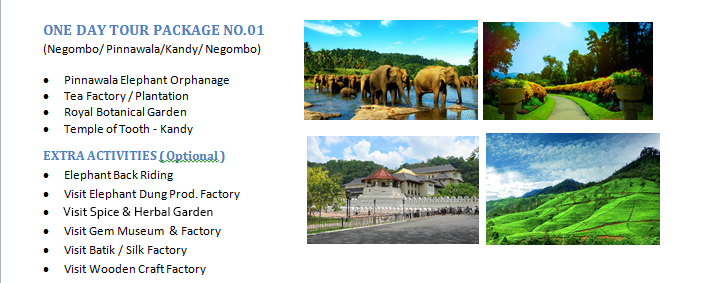 ONE DAY TOUR PACKAGE NO.01
(Negombo/ Pinnawala/Kandy/ Negombo)
• Pinnawala Elephant Orphanage
• Tea Factory / Plantation
• Royal Botanical Garden
• Temple of Tooth - Kandy
EXTRA ACTIVITIES ( Optional )
• Elephant Back Riding
• Visit Elephant Dung Prod. Factory
• Visit Spice & Herbal Garden
• Visit Gem Museum & Factory
• Visit Batik / Silk Factory
• Visit Wooden Craft Factory